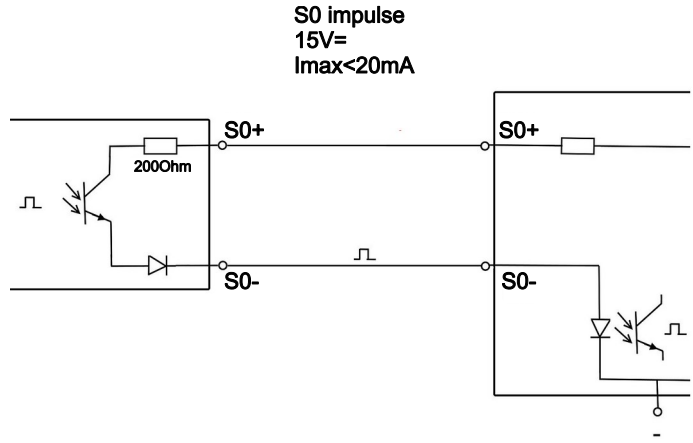 S0 impulse
15V=
Imax<20mA
S0+
S0+
200Ohm
S0-
S0-
-